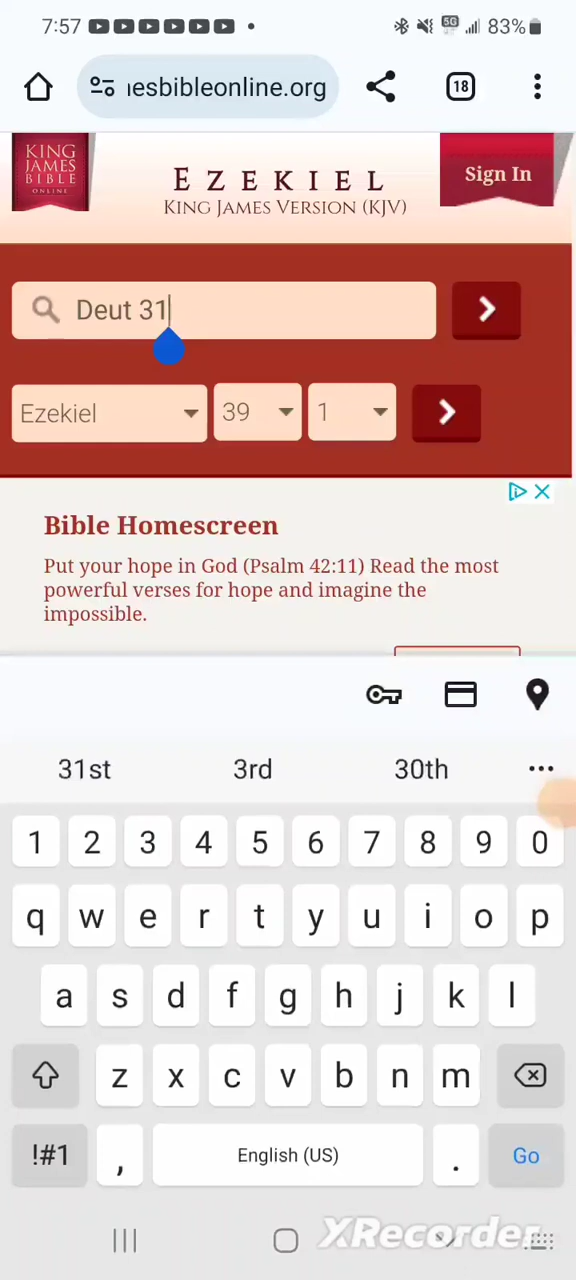 7:57
5G
83%
ıesbibleonline.org
18
KING
JAMES
BIBLE
ONLINE
EZEKIEL
KING JAMES VERSION (KJV)
Sign In
Deut 31
Ezekiel 39 1
Bible Homescreen
Put your hope in God (Psalm 42:11) Read the most
powerful verses for hope and imagine the
impossible.
31st 3rd 30th
1 2 3 4 5 6 7 8 9 0
q w e r t y u i o p
a s d f g h j k l
z x c v b n m
!#1 , English (US) . Go
XRecorder